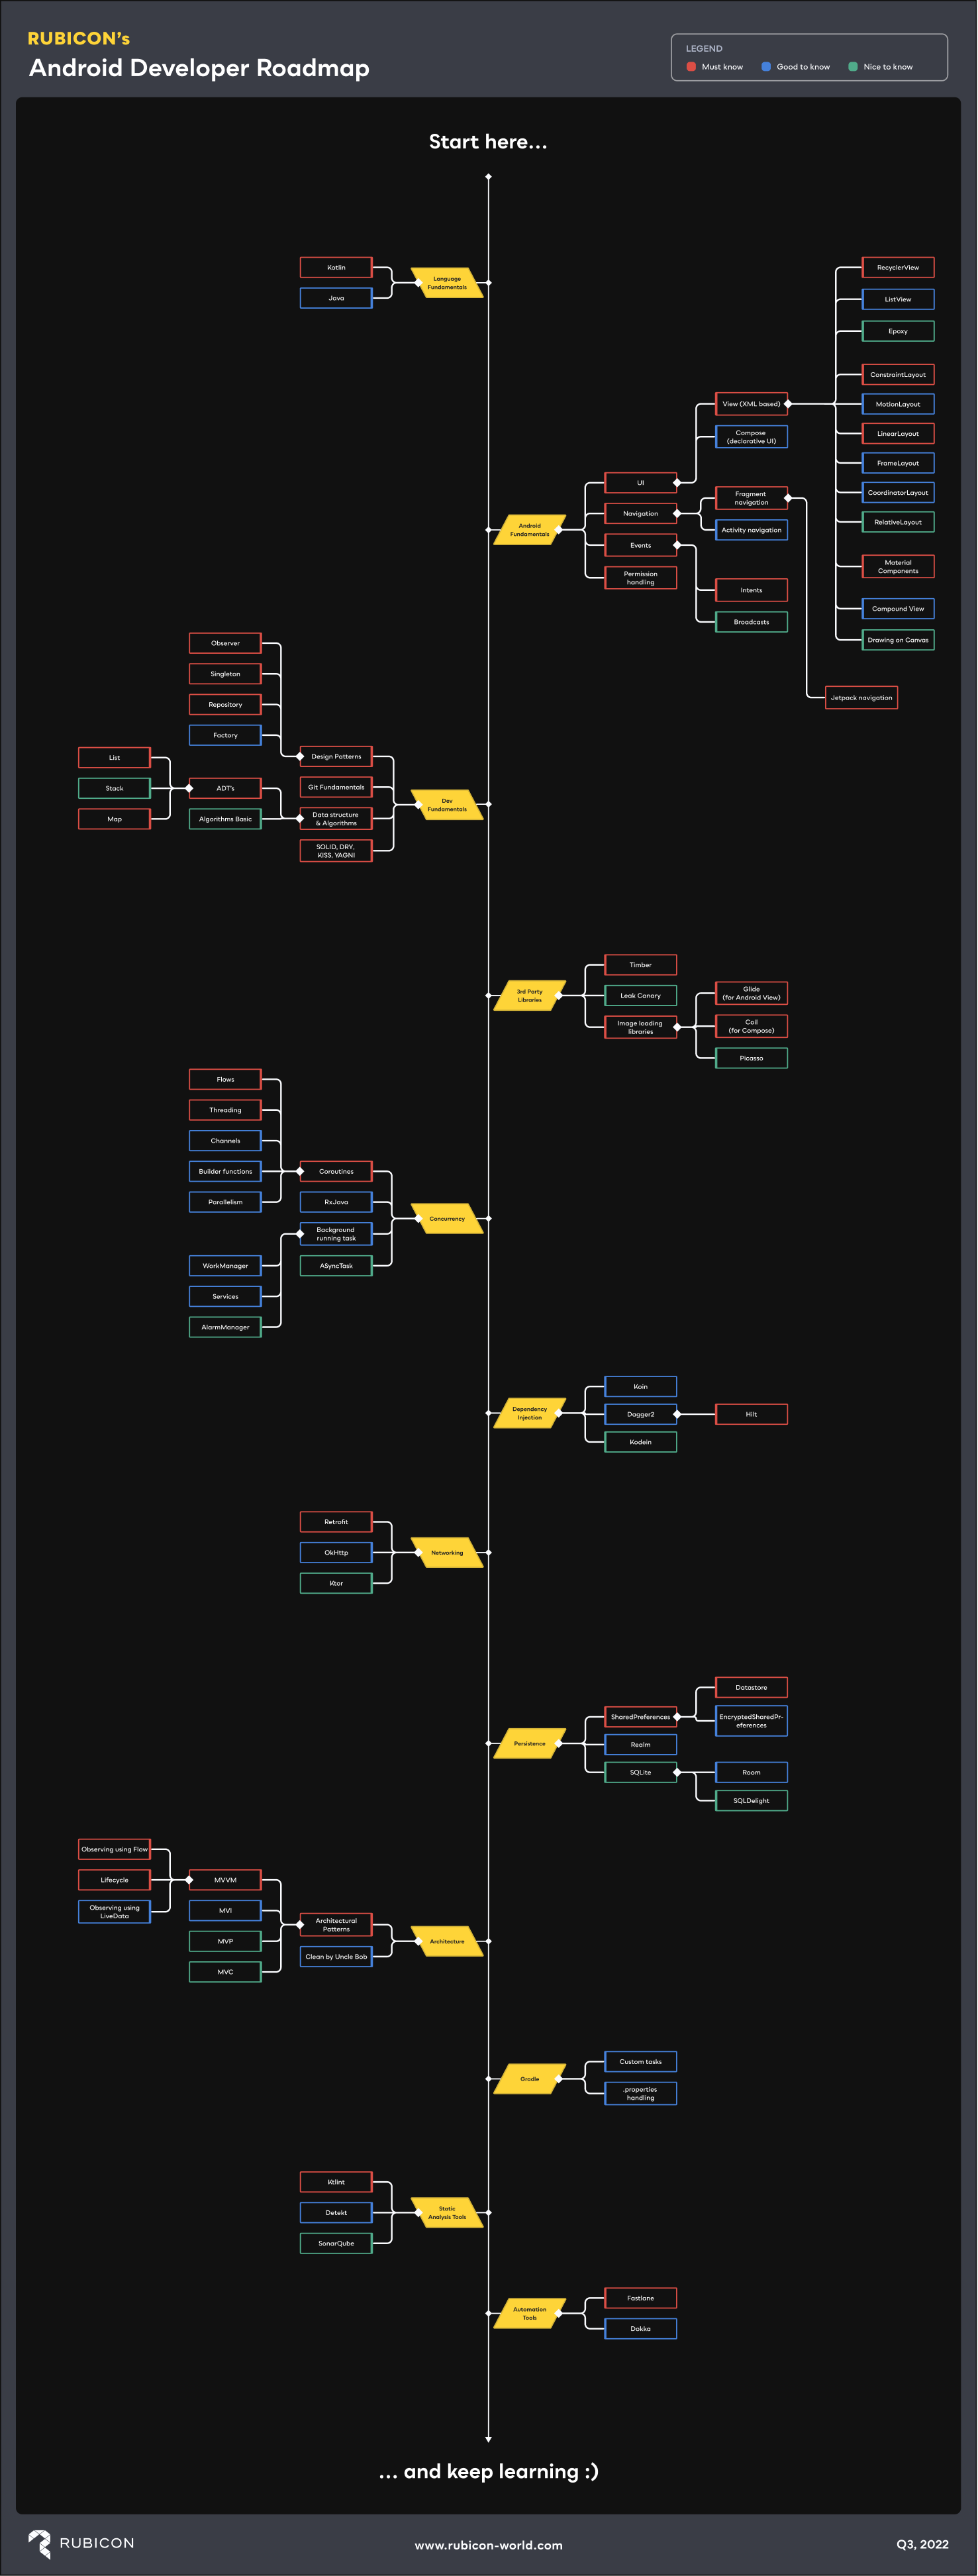 RUBICON's
Android Developer Roadmap
LEGEND
Must know
Good to know
Nice to know
Start here...
Kotlin
Java
Language
Fundamentals
RecyclerView
ListView
Epoxy
ConstraintLayout
MotionLayout
LinearLayout
FrameLayout
CoordinatorLayout
RelativeLayout
Material
Components
Compound View
Drawing on Canvas
View (XML based)
Compose
(declarative UI)
UI
Navigation
Events
Permission
handling
Fragment
navigation
Activity navigation
Intents
Broadcasts
Android
Fundamentals
Jetpack navigation
Observer
Singleton
Repository
Factory
List
Stack
Map
ADT's
Algorithms Basic
Design Patterns
Git Fundamentals
Data structure
& Algorithms
SOLID, DRY,
KISS, YAGNI
Dev
Fundamentals
3rd Party
Libraries
Timber
Leak Canary
Image loading
libraries
Glide
(for Android View)
Coil
(for Compose)
Picasso
Flows
Threading
Channels
Builder functions
Parallelism
WorkManager
Services
AlarmManager
Coroutines
RxJava
Background
running task
ASyncTask
Concurrency
Dependency
Injection
Koin
Dagger2
Kodein
Hilt
Retrofit
OkHttp
Ktor
Networking
Persistence
SharedPreferences
Realm
SQLite
Datastore
EncryptedSharedPr-
eferences
Room
SQLDelight
Observing using Flow
Lifecycle
Observing using
LiveData
MVVM
MVI
MVP
MVC
Architectural
Patterns
Clean by Uncle Bob
Architecture
Gradle
Custom tasks
.properties
handling
Ktlint
Detekt
SonarQube
Static
Analysis Tools
Automation
Tools
Fastlane
Dokka
... and keep learning :)
RUBICON
www.rubicon-world.com
Q3, 2022